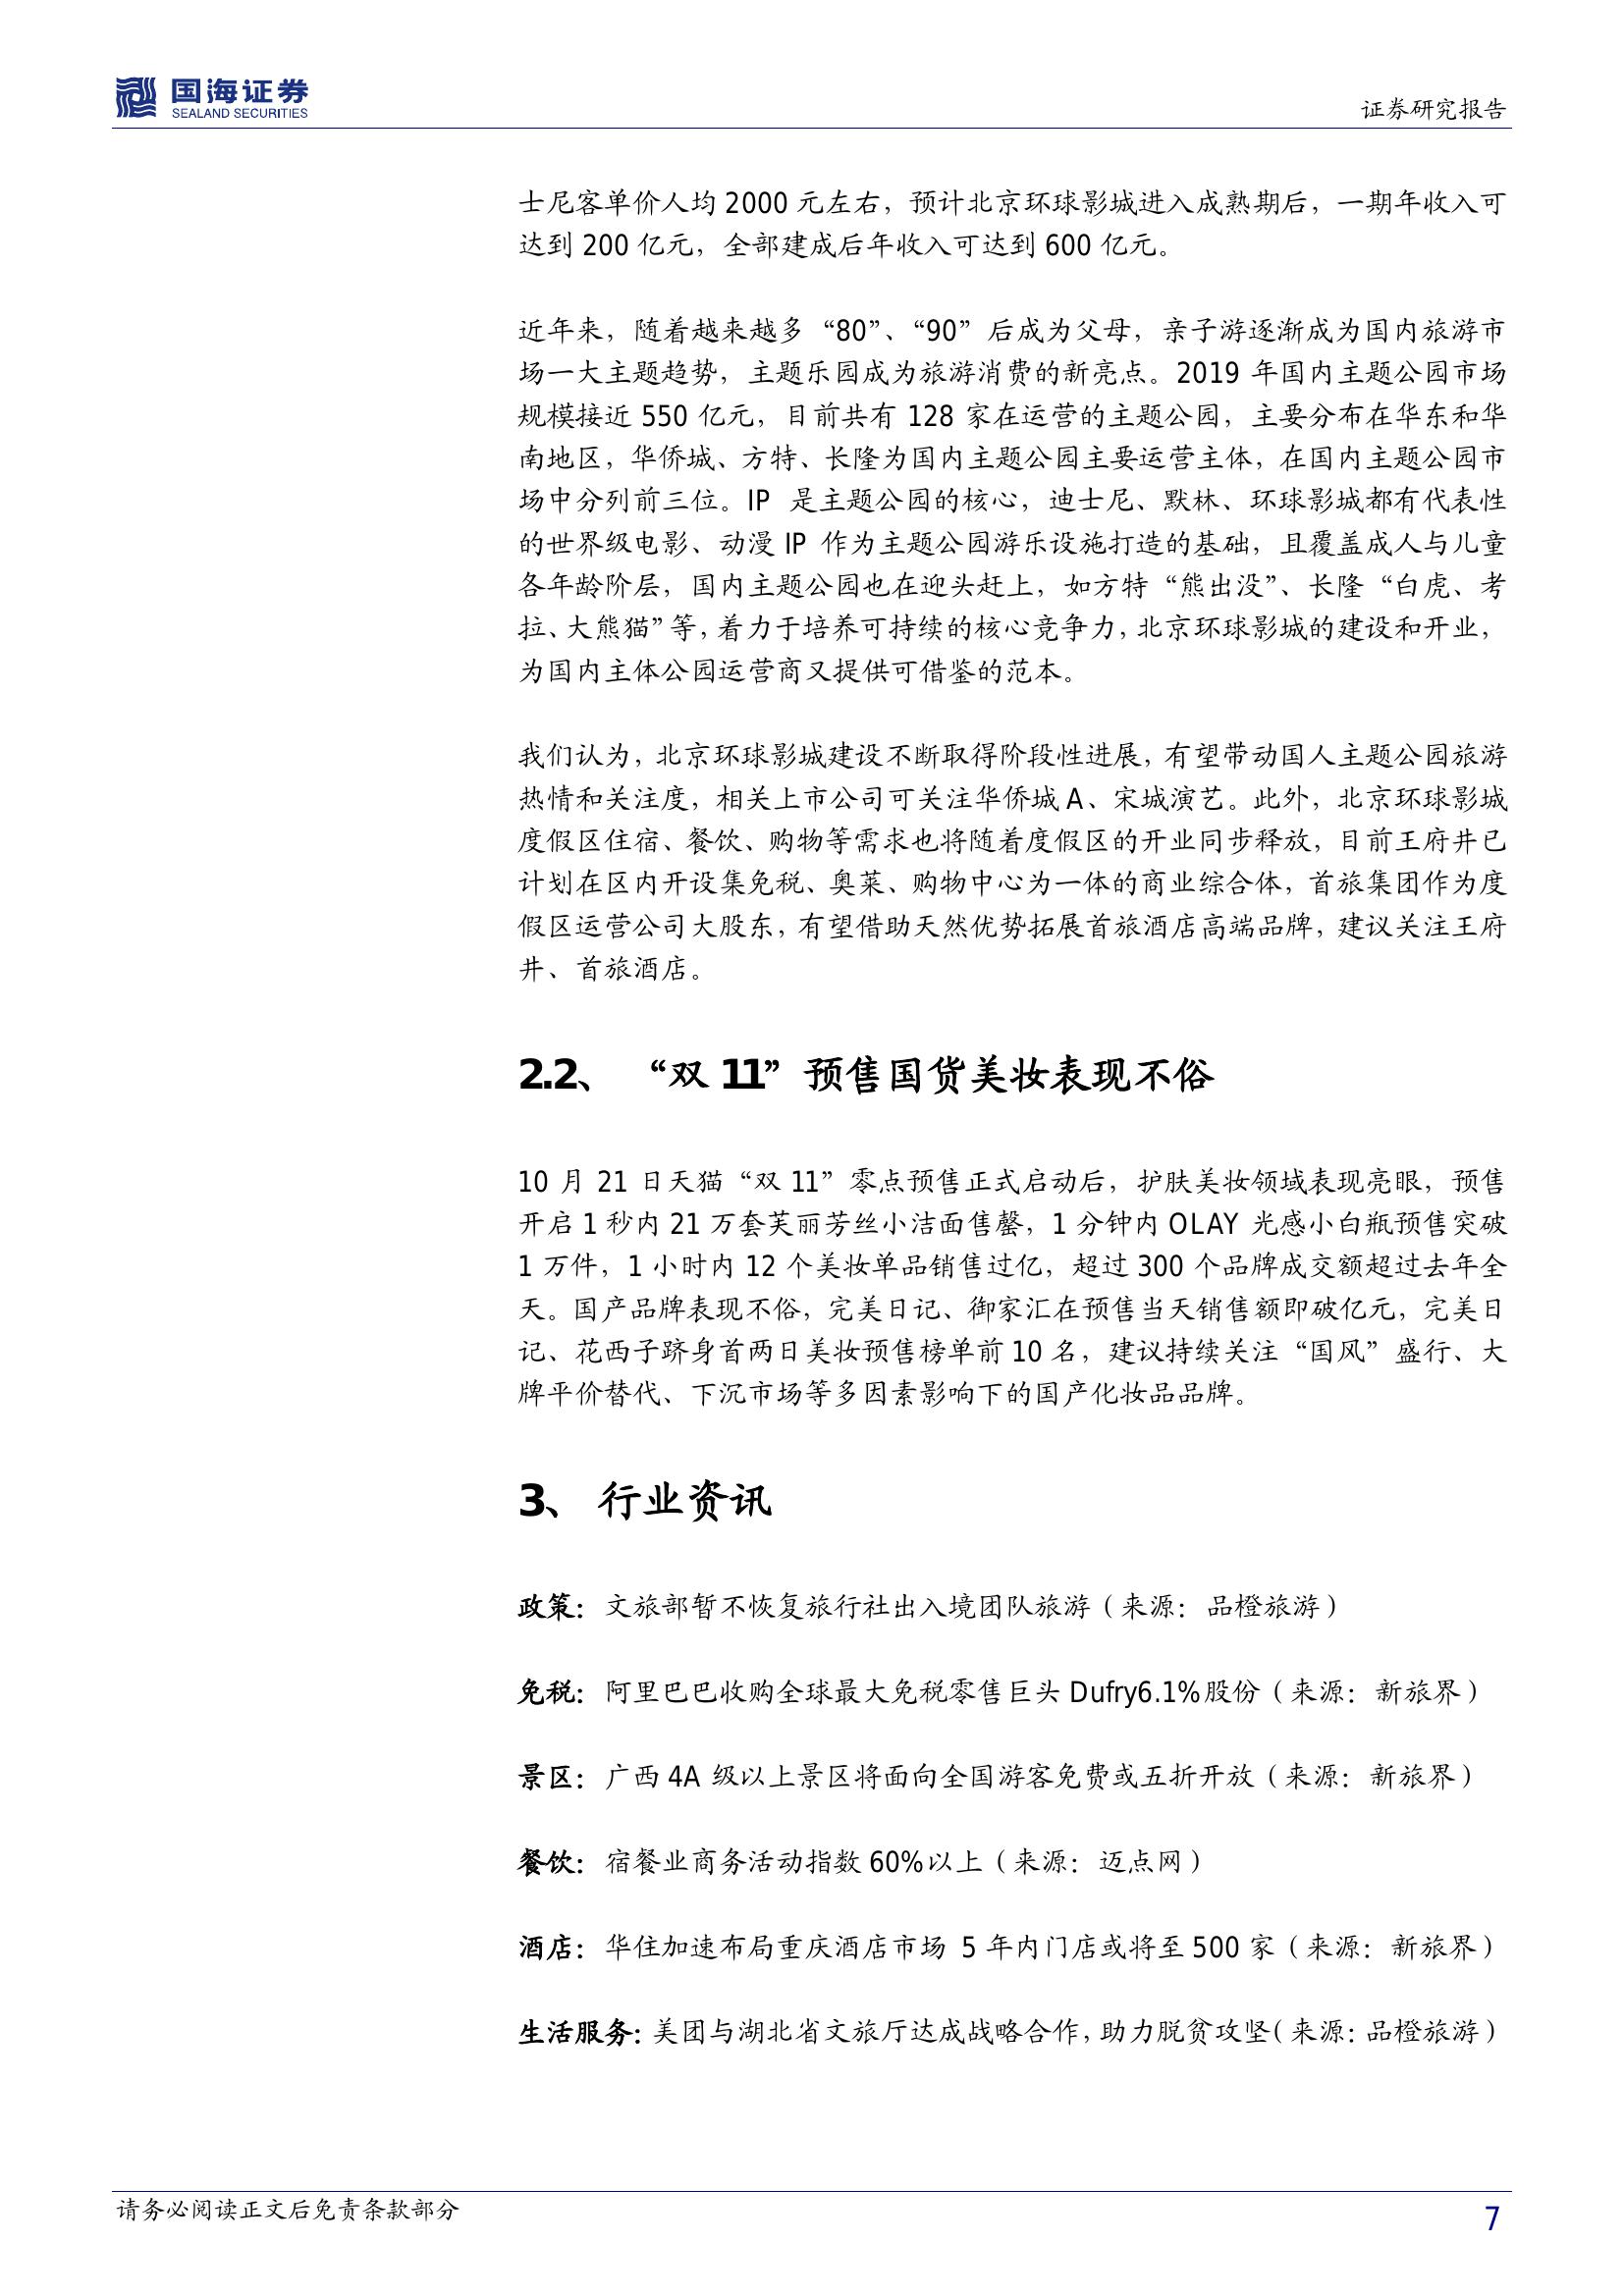 国海证券
SEALAND SECURITIES
证券研究报告
士尼客单价人均 2000 元左右，预计北京环球影城进入成熟期后，一期年收入可
达到 200 亿元，全部建成后年收入可达到 600 亿元。
近年来，随着越来越多“80”、“90”后成为父母，亲子游逐渐成为国内旅游市
场一大主题趋势，主题乐园成为旅游消费的新亮点。2019 年国内主题公园市场
规模接近 550 亿元，目前共有 128 家在运营的主题公园，主要分布在华东和华
南地区，华侨城、方特、长隆为国内主题公园主要运营主体，在国内主题公园市
场中分列前三位。IP 是主题公园的核心，迪士尼、默林、环球影城都有代表性
的世界级电影、动漫 IP 作为主题公园游乐设施打造的基础，且覆盖成人与儿童
各年龄阶层，国内主题公园也在迎头赶上，如方特“熊出没”、长隆“白虎、考
拉、大熊猫”等，着力于培养可持续的核心竞争力，北京环球影城的建设和开业，
为国内主体公园运营商又提供可借鉴的范本。
我们认为，北京环球影城建设不断取得阶段性进展，有望带动国人主题公园旅游
热情和关注度，相关上市公司可关注华侨城 A、宋城演艺。此外，北京环球影城
度假区住宿、餐饮、购物等需求也将随着度假区的开业同步释放，目前王府井已
计划在区内开设集免税、奥莱、购物中心为一体的商业综合体，首旅集团作为度
假区运营公司大股东，有望借助天然优势拓展首旅酒店高端品牌，建议关注王府
井、首旅酒店。
2.2、 “双 11”预售国货美妆表现不俗
10 月 21 日天猫“双 11”零点预售正式启动后，护肤美妆领域表现亮眼，预售
开启 1 秒内 21 万套芙丽芳丝小洁面售罄，1 分钟内 OLAY 光感小白瓶预售突破
1 万件，1 小时内 12 个美妆单品销售过亿，超过 300 个品牌成交额超过去年全
天。国产品牌表现不俗，完美日记、御家汇在预售当天销售额即破亿元，完美日
记、花西子跻身首两日美妆预售榜单前 10 名，建议持续关注“国风”盛行、大
牌平价替代、下沉市场等多因素影响下的国产化妆品品牌。
3、 行业资讯
政策：文旅部暂不恢复旅行社出入境团队旅游（来源：品橙旅游）
免税：阿里巴巴收购全球最大免税零售巨头 Dufry6.1%股份（来源：新旅界）
景区：广西 4A 级以上景区将面向全国游客免费或五折开放（来源：新旅界）
餐饮：宿餐业商务活动指数 60%以上（来源：迈点网）
酒店：华住加速布局重庆酒店市场 5 年内门店或将至 500 家（来源：新旅界）
生活服务：美团与湖北省文旅厅达成战略合作，助力脱贫攻坚（来源：品橙旅游）
请务必阅读正文后免责条款部分
7